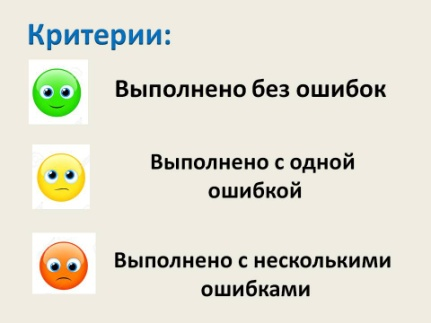 Критерии:
Выполнено без ошибок
Выполнено с одной
ошибкой
Выполнено с несколькими
ошибками